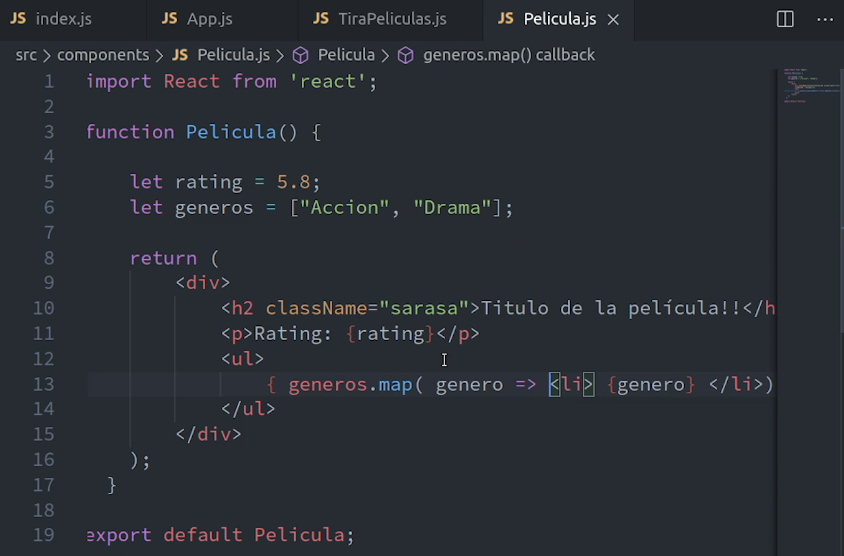 JS index.js JS App.js JS TiraPeliculas.js JS Pelicula.js × ...
src > components > JS Pelicula.js > Pelicula > generos.map() callback
1 import React from 'react';
2
3 function Pelicula() {
4
5 let rating = 5.8;
6 let generos = ["Accion", "Drama"];
7
8 return (
9 <div>
10 <h2 className="sarasa">Titulo de la película!!</h
11 <p>Rating: {rating}</p>
12 <ul>
13 { generos.map( genero => <li> {genero} </li>)
14 </ul>
15 </div>
16 );
17 }
18
19 export default Pelicula;